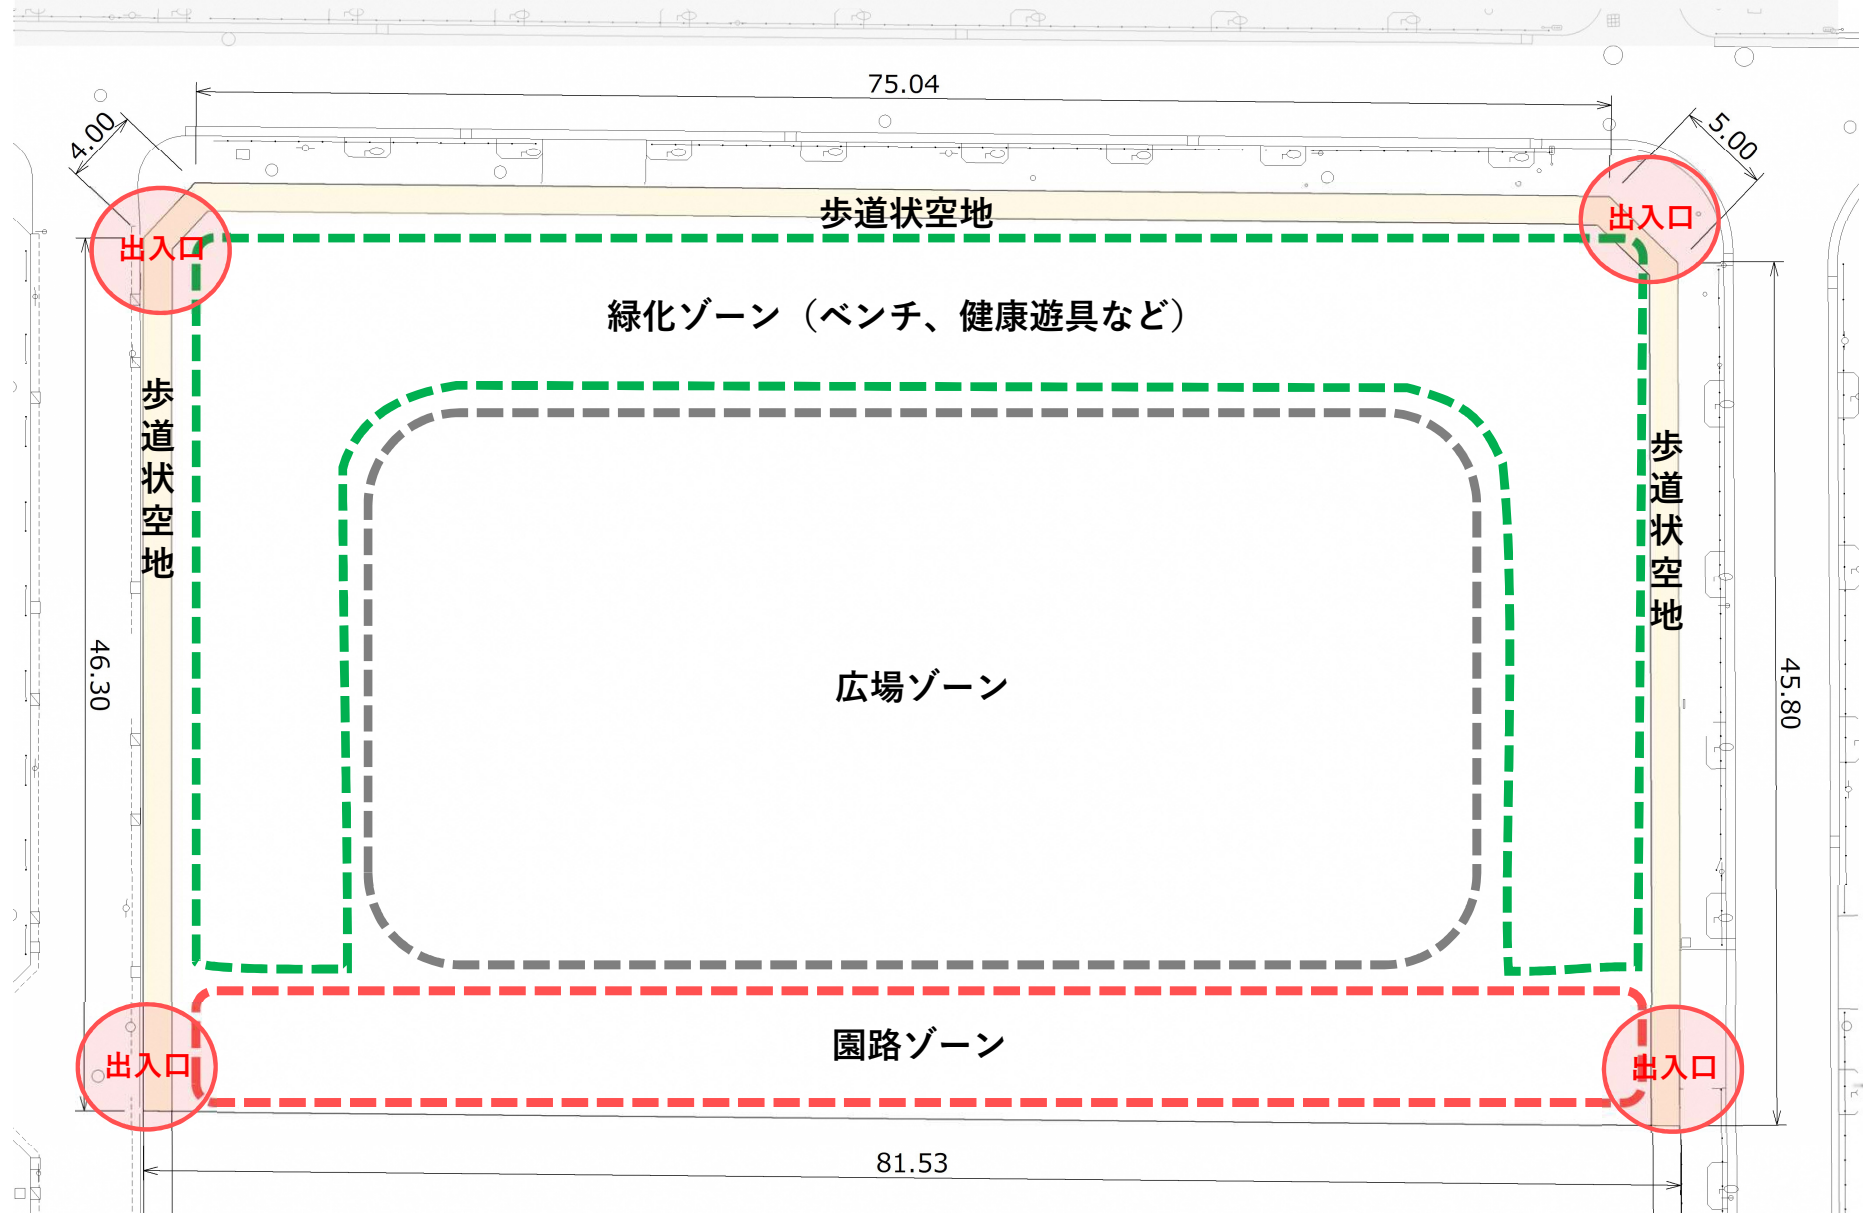 75.04
4.00
5.00
歩道状空地
出入口
出入口
緑化ゾーン（ベンチ、健康遊具など）
歩道状空地
歩道状空地
広場ゾーン
46.30
45.80
園路ゾーン
出入口
出入口
81.53